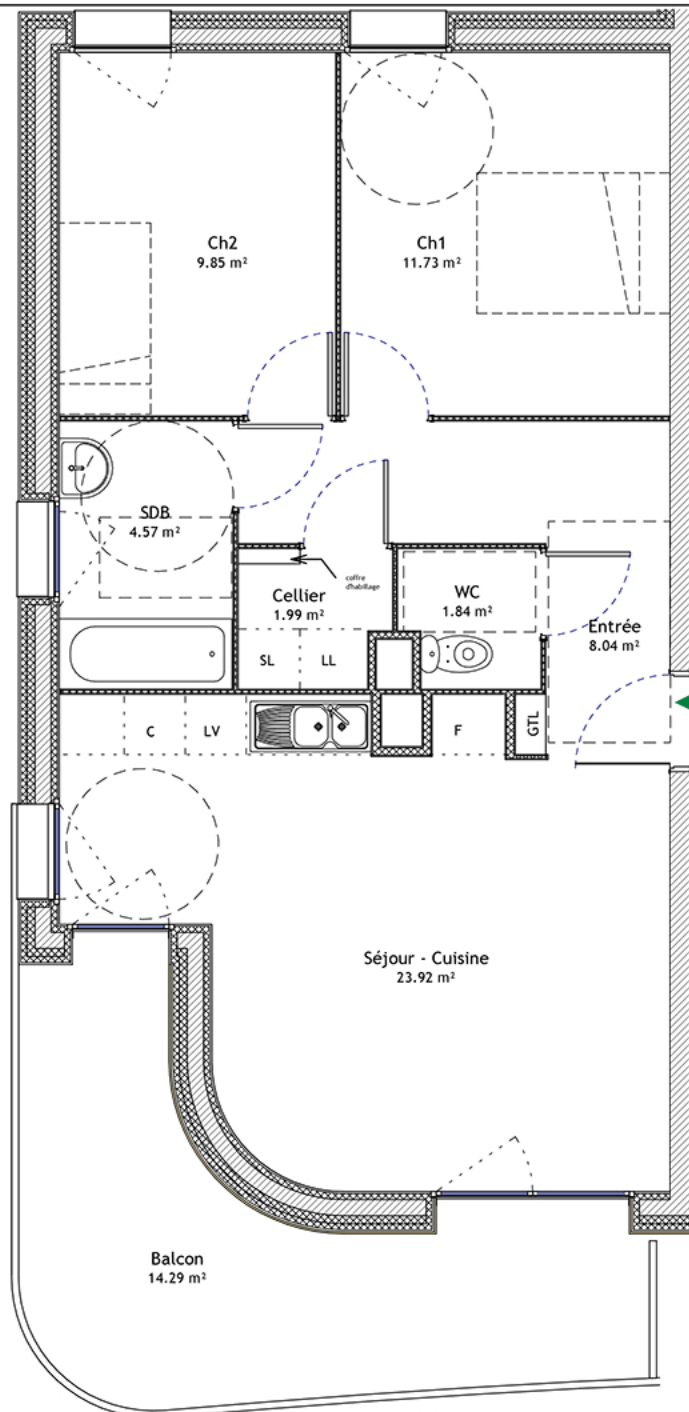 Ch2
9.85 m²
Ch1
11.73 m²
SDB
4.57 m²
coffre
d'habillage
Cellier
1.99 m²
WC
1.84 m²
Entrée
8.04 m²
SL
LL
C
LV
F
GTL
Séjour - Cuisine
23.92 m²
Balcon
14.29 m²